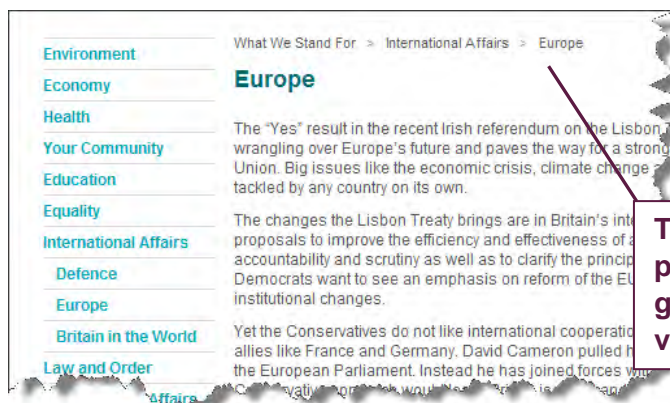 Environment
Economy
Health
Your Community
Education
Equality
International Affairs
Defence
Europe
Britain in the World
Law and Order
Affairs
What We Stand For > International Affairs > Europe
Europe
The "Yes" result in the recent Irish referendum on the Lisbon
wrangling over Europe's future and paves the way for a strong
Union. Big issues like the economic crisis, climate change
tackled by any country on its own.
The changes the Lisbon Treaty brings are in Britain's
proposals to improve the efficiency and effectiveness of
accountability and scrutiny as well as to clarify the
Democrats want to see an emphasis on reform of the
institutional changes.
Yet the Conservatives do not like international
allies like France and Germany. David Cameron pulled
the European Parliament. Instead he has joined forces